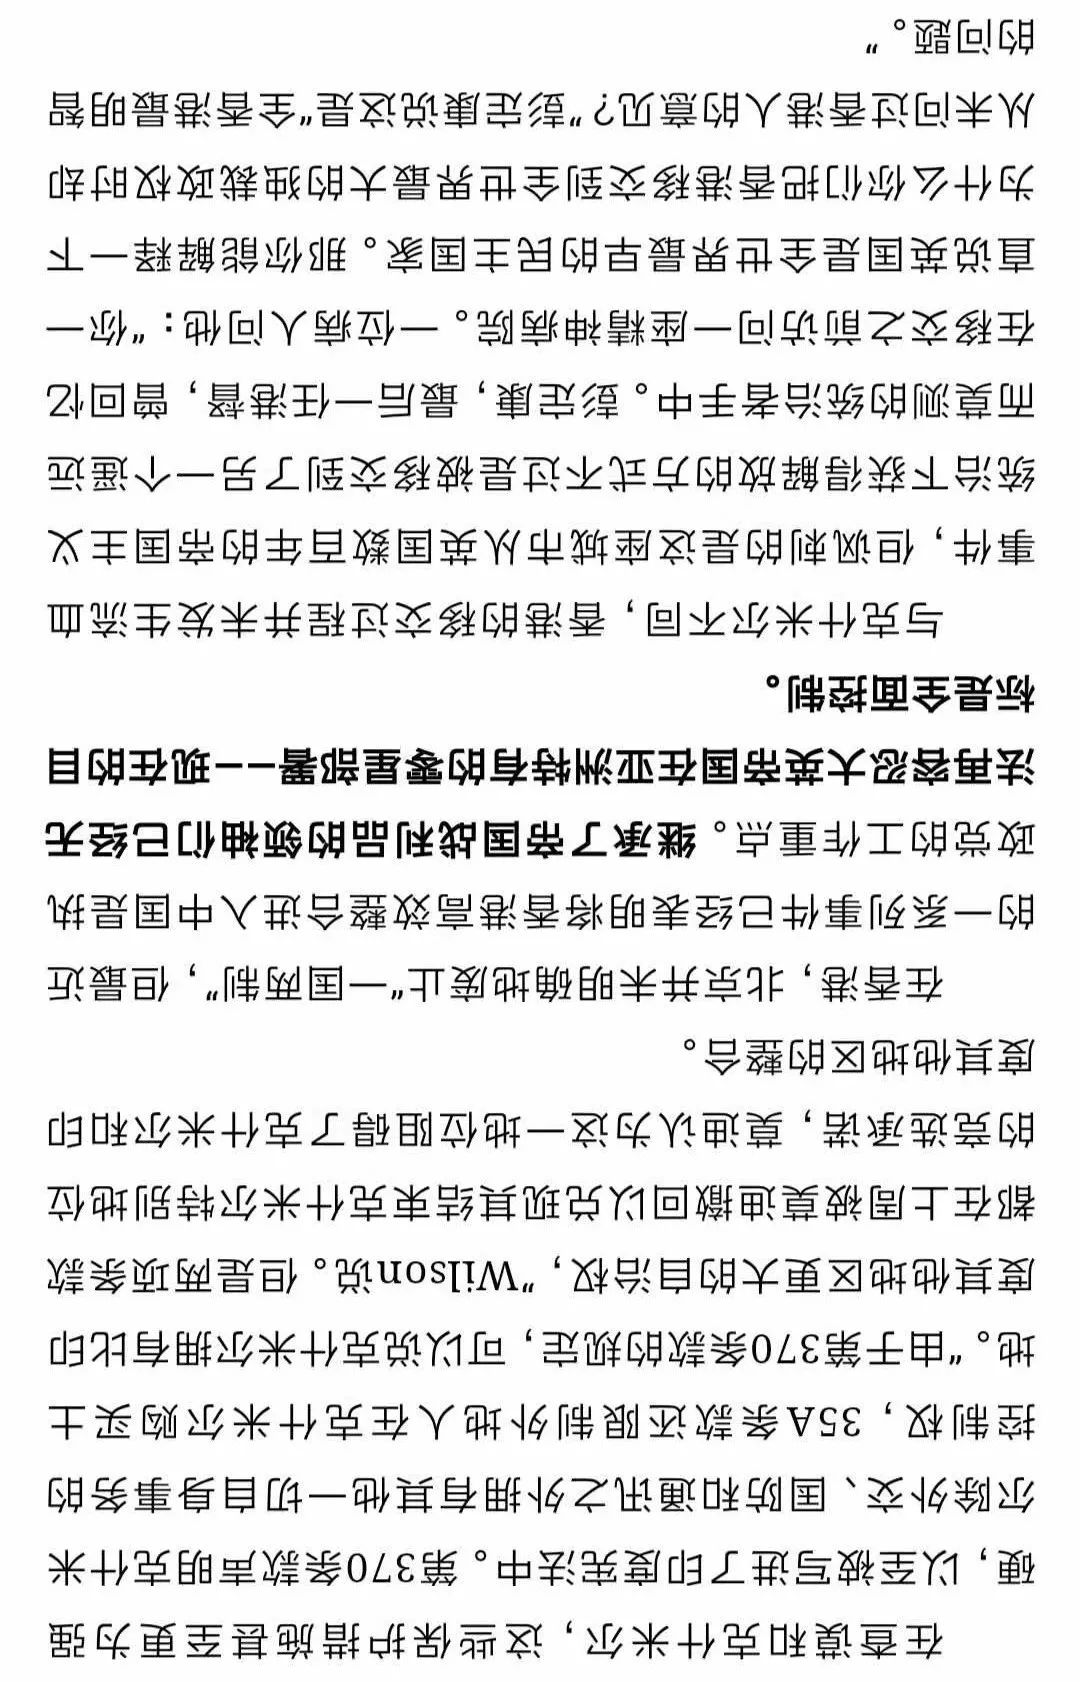 在查谟和克什米尔，这些保护措施甚至更为强
硬，以至被写进了印度宪法中。第370条款声明克什米
尔除外交、国防和通讯之外拥有其他一切自身事务的
控制权，35A条款还限制外地人在克什米尔购买土
地。“由于第370条款的规定，可以说克什米尔拥有比印
度其他地区更大的自治权，”Wilson说。但是两项条款
都在上周被莫迪撤回以兑现其结束克什米尔特别地位
的竞选承诺，莫迪认为这一地位阻碍了克什米尔和印
度其他地区的整合。
在香港，北京并未明确地废止“一国两制”，但最近
的一系列事件已经表明将香港高效整合进入中国是执
政党的工作重点。继承了帝国战利品的领袖们已经无
法再容忍大英帝国在亚洲特有的零星部署——现在的目
标是全面控制。
与克什米尔不同，香港的移交过程并未发生流血
事件，但讽刺的是这座城市从英国数百年的帝国主义
统治下获得解放的方式不过是被移交到了另一个遥远
而莫测的统治者手中。彭定康，最后一任港督，曾回忆
在移交之前访问一座精神病院。一位病人问他：“你一
直说英国是全世界最早的民主国家。那你能解释一下
为什么你们把香港移交到全世界最大的独裁政权时却
从未问过香港人的意见？”彭定康说这是“全香港最明智
的问题。”